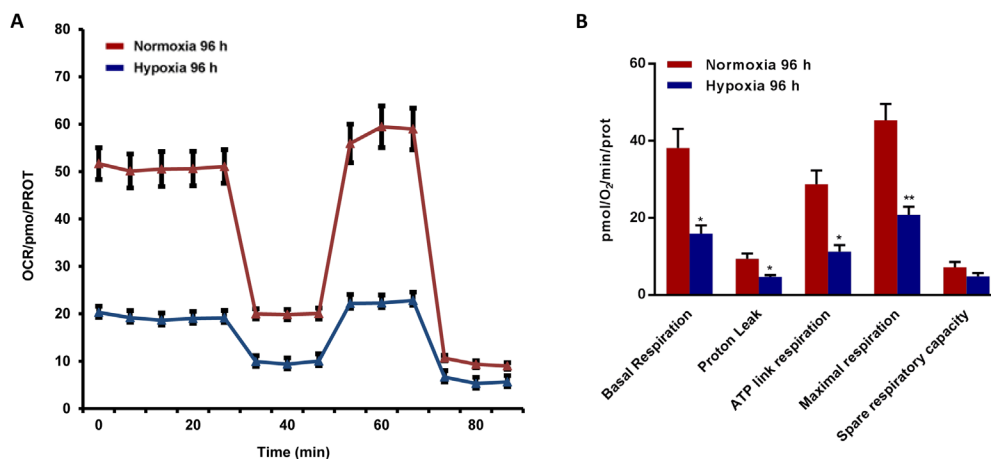 A
OCR/pmo/PROT
80
70
60
50
40
30
20
10
0
Normoxia 96 h
Hypoxia 96 h
0
20
40
60
80
Time (min)
B
pmol/O₂/min/prot
60
40
20
0
Normoxia 96 h
Hypoxia 96 h
*
*
*
**
Basal Respiration
Proton Leak
ATP link respiration
Maximal respiration
Spare respiratory capacity